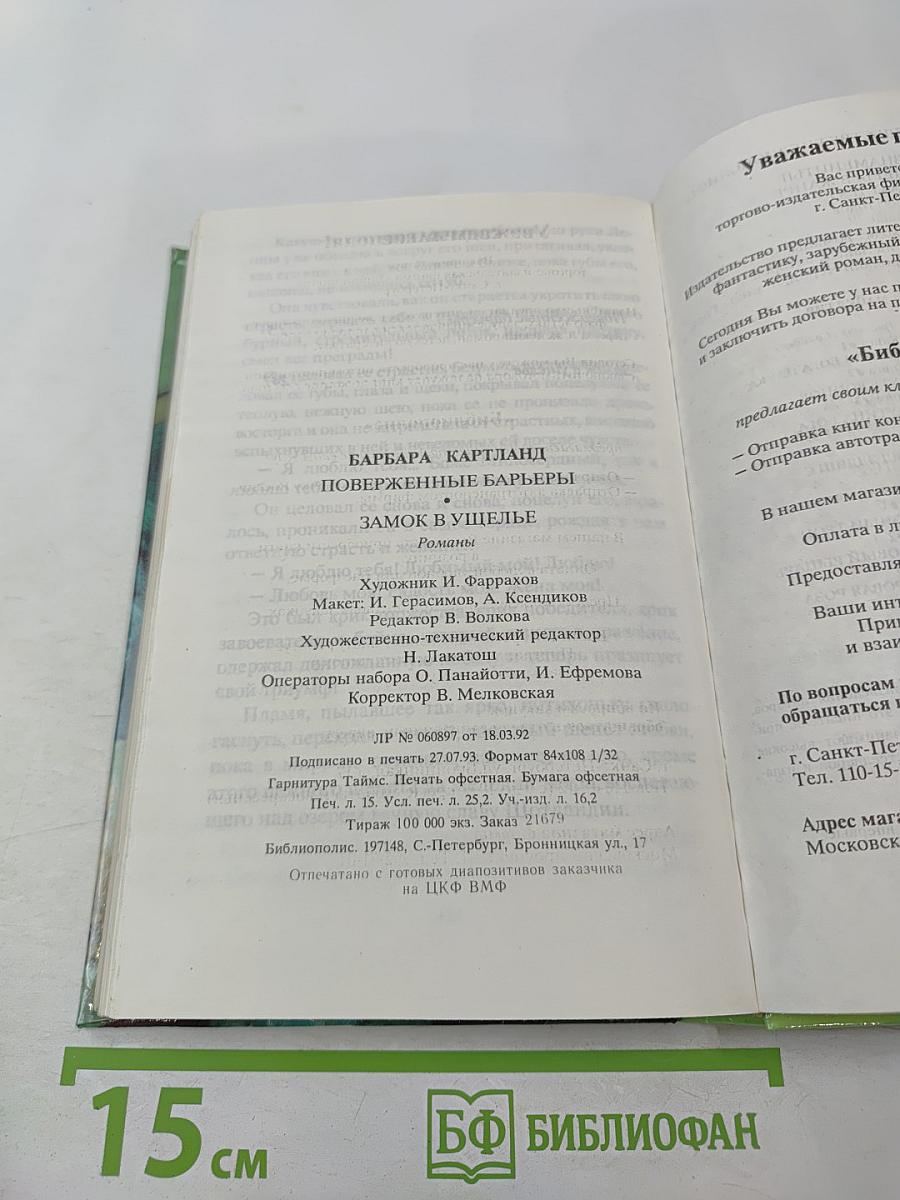 БАРБАРА КАРТЛАНД
ПОВЕРЖЕННЫЕ БАРЬЕРЫ
•
ЗАМОК В УЩЕЛЬЕ
Романы
Художник И. Фаррахов
Макет: И. Герасимов, А. Ксендиков
Редактор В. Волкова
Художественно-технический редактор
Н. Лакатош
Операторы набора О. Панайотти, И. Ефремова
Корректор В. Мелковская
ЛР № 060897 от 18.03.92
Подписано в печать 27.07.93. Формат 84х108 1/32
Гарнитура Таймс. Печать офсетная. Бумага офсетная
Печ. л. 15. Усл. печ. л. 25,2. Уч.-изд. л. 16,2
Тираж 100 000 экз. Заказ 21679
Библиополис. 197148, С.-Петербург, Бронницкая ул., 17
Отпечатано с готовых диапозитивов заказчика
на ЦКФ ВМФ
Уважаемые
Вас привет
торгово-издательская фи
г. Санкт-Пе
Издательство предлагает лите
фантастику, зарубежный
женский роман, д
Сегодня Вы можете у нас п
и заключить договора на п
«Биб
предлагает своим кл
– Отправка книг кон
– Отправка автотра
В нашем магази
Оплата в л
Предоставля
Ваши инт
При
и взаи
По вопросам
обращаться
г. Санкт-Пет
Тел. 110-15-
Адрес мага
Московск
15 см
БФ БИБЛИОФАН